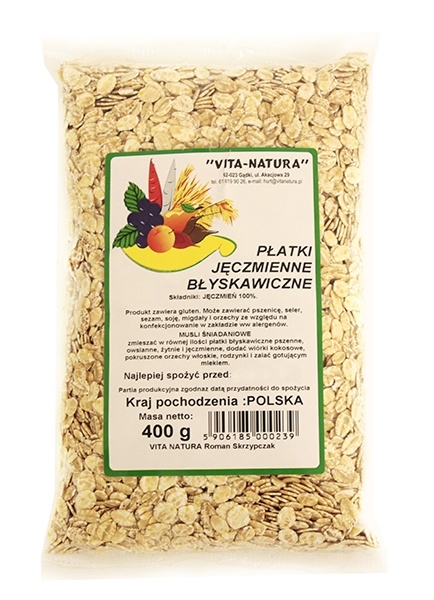 "VITA-NATURA"
62-023 Gądki, ul. Akacjowa 29
tel. 61 819 90 26, e-mail: hurt@vitanatura.pl
PŁATKI
JĘCZMIENNE
BŁYSKAWICZNE
Składniki: JĘCZMIEŃ 100%.
Produkt zawiera gluten. Może zawierać pszenicę, seler,
sezam, soję, migdały i orzechy ze względu na
konfekcjonowanie w zakładzie ww alergenów.
MUSLI ŚNIADANIOWE
zmieszać w równej ilości płatki błyskawiczne pszenne,
owsianne, żytnie i jęczmienne, dodać wiórki kokosowe,
pokruszone orzechy włoskie, rodzynki i zalać gotującym
mlekiem.
Najlepiej spożyć przed:
Partia produkcyjna zgodnaz datą przydatności do spożycia
Kraj pochodzenia :POLSKA
Masa netto:
400 g
5 906185 000239
VITA NATURA Roman Skrzypczak